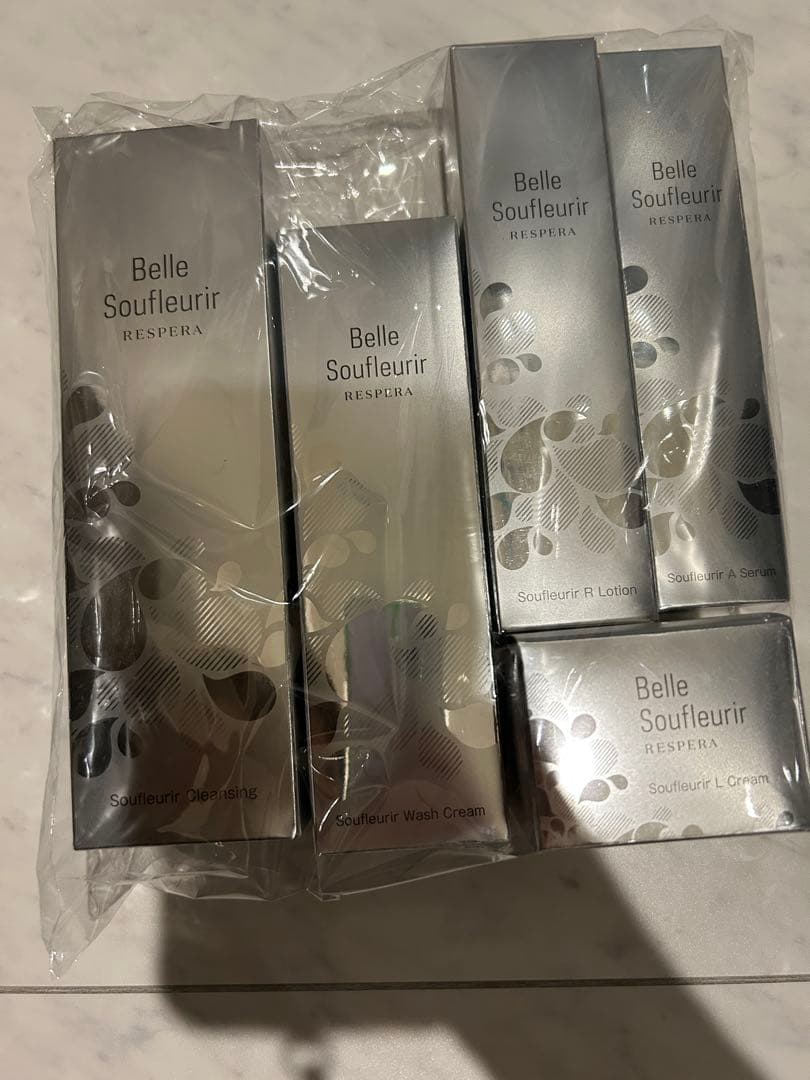 Belle
Soufleurir
RESPERA
Soufleurir Cleansing
Belle
Soufleurir
RESPERA
Soufleurir Wash Cream
Belle
Soufleurir
RESPERA
Soufleurir R Lotion
Belle
Soufleurir
RESPERA
Soufleurir A Serum
Belle
Soufleurir
RESPERA
Soufleurir L Cream